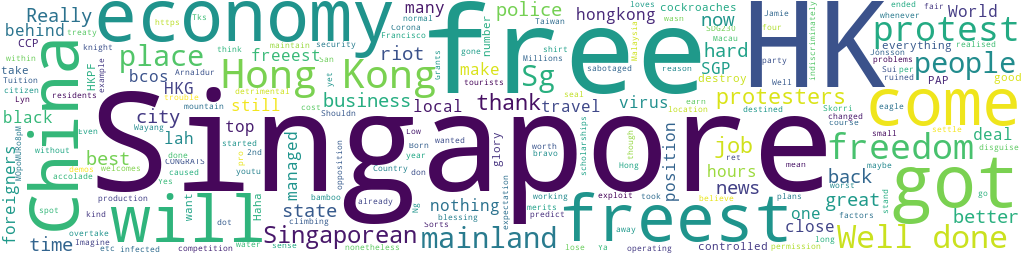 Really
behind
CCP
economy
Tks
https
normal
treaty
Corona
Francisco
many
police
free
HK
hongkong
Taiwan
gone
number
loves
cockroaches
now
wasn
Macau
SGP
Jamie
four
Well
party
World
fair
whenever
ended
protest
Jonsson
Suipe
realised
everything
problems
people
PAP
good
within
take
Tuition
citizen
Lyn
residents
HKPF
knight
example
place
bcos
Arnaldur
HKG
trouble
mountain
Hong Kong
riot
freeest
maintain
security
think
San
yet
reason
tourists
Sg
make
shirt
Millions
sabotaged
Malaysia
hard
destroy
indiscriminately
ruined
China
black
Even
Wayang
city
lah
still
detrimental
cost
business
Shouldn
local
thank
travel
seal
virus
location
earn
protesters
destined
Skorri
course
eagle
changed
small
come
settle
disguise
deal
Singapore
foreigners
without
demos
CONGRATS
done
top
youtu
caused
started
2nd
managed
opposition
Low
Born
year
Country
don
wanted
glory
worth
bravo
Hong
though
scholarships
position
pro
ret
job
hours
believe
mean
news
plans
maybe
factors
back
worst
freedom
great
stand
go
got
better
best
production
accolade
welcomes
Yes
want
Haha
dot
climbing
state
bamboo
already
nothing
blessing
Ng
expectation
working
merits
predict
exploit
took
freest
one
long
close
time
spot
kind
overtake
Imagine
etc
infected
will
competition
water
sense
Singaporean
nonetheless
mainland
Sorts
lose
Ya
away
operating
controlled
permission
Well done